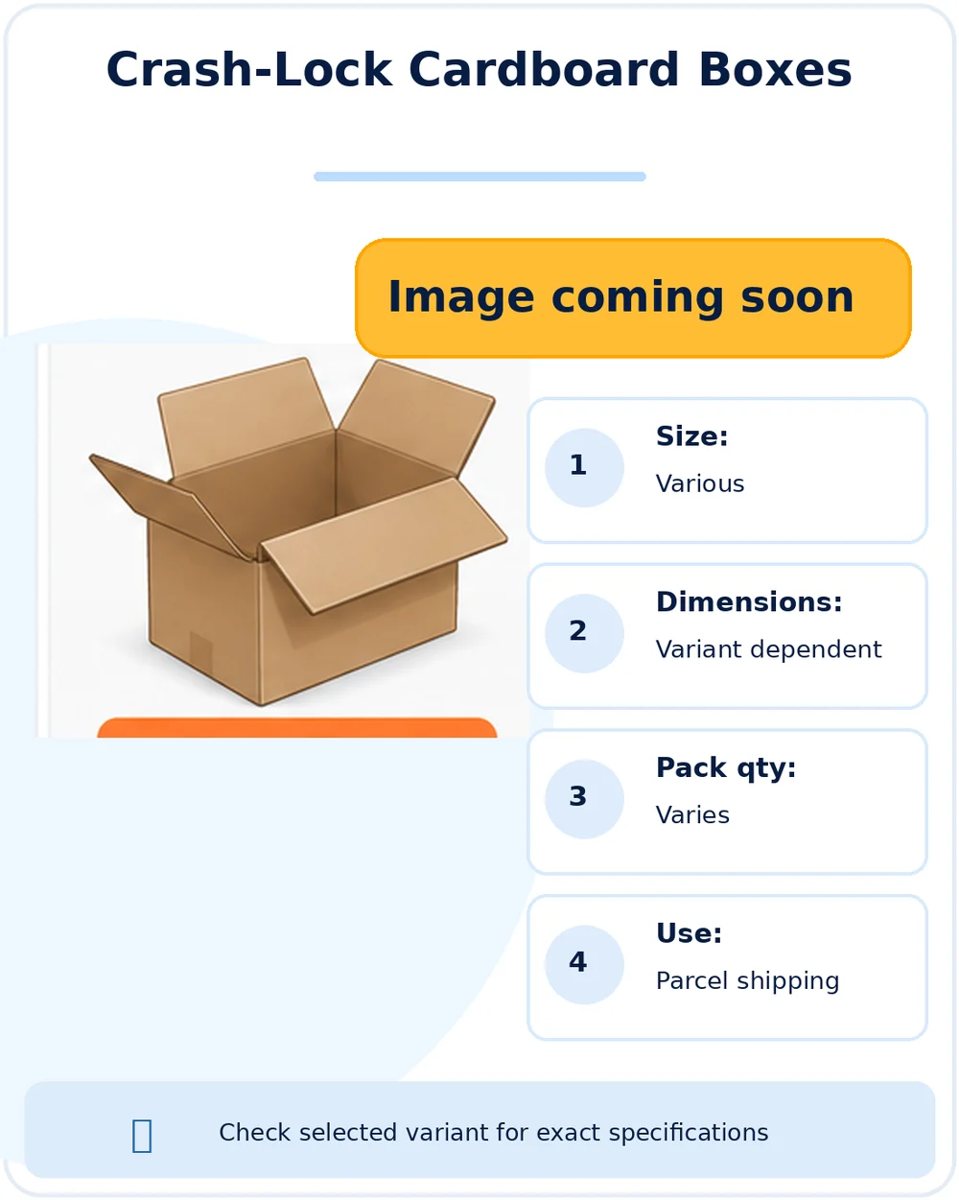 Crash-Lock Cardboard Boxes
Image coming soon
1
Size:
Various
2
Dimensions:
Variant dependent
3
Pack qty:
Varies
4
Use:
Parcel shipping
Check selected variant for exact specifications